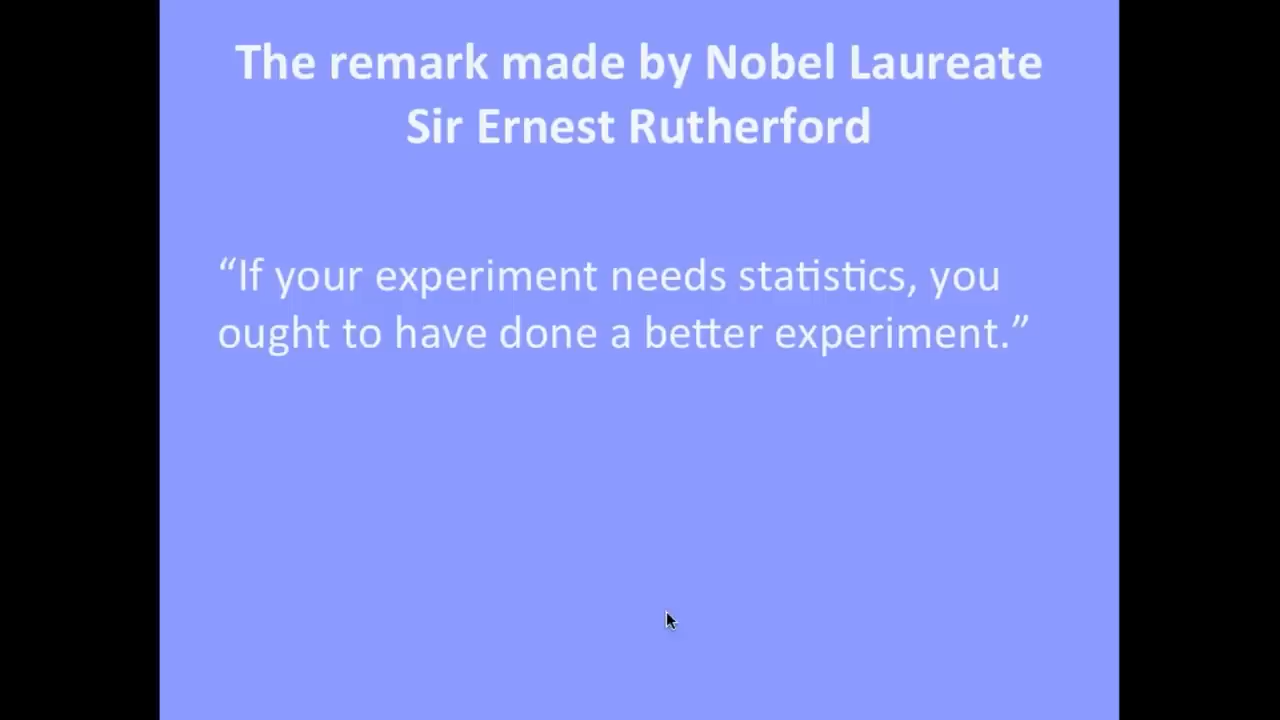 The remark made by Nobel Laureate
Sir Ernest Rutherford
“If your experiment needs statistics, you
ought to have done a better experiment.”